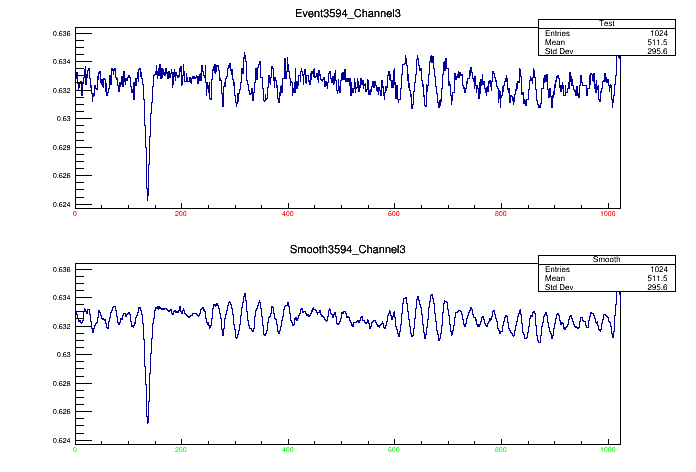 Event3594_Channel3
Test
Entries 1024
Mean 511.5
Std Dev 295.6
0.636
0.634
0.632
0.63
0.628
0.626
0.624
0 200 400 600 800 1000
Smooth3594_Channel3
Smooth
Entries 1024
Mean 511.5
Std Dev 295.6
0.636
0.634
0.632
0.63
0.628
0.626
0.624
0 200 400 600 800 1000